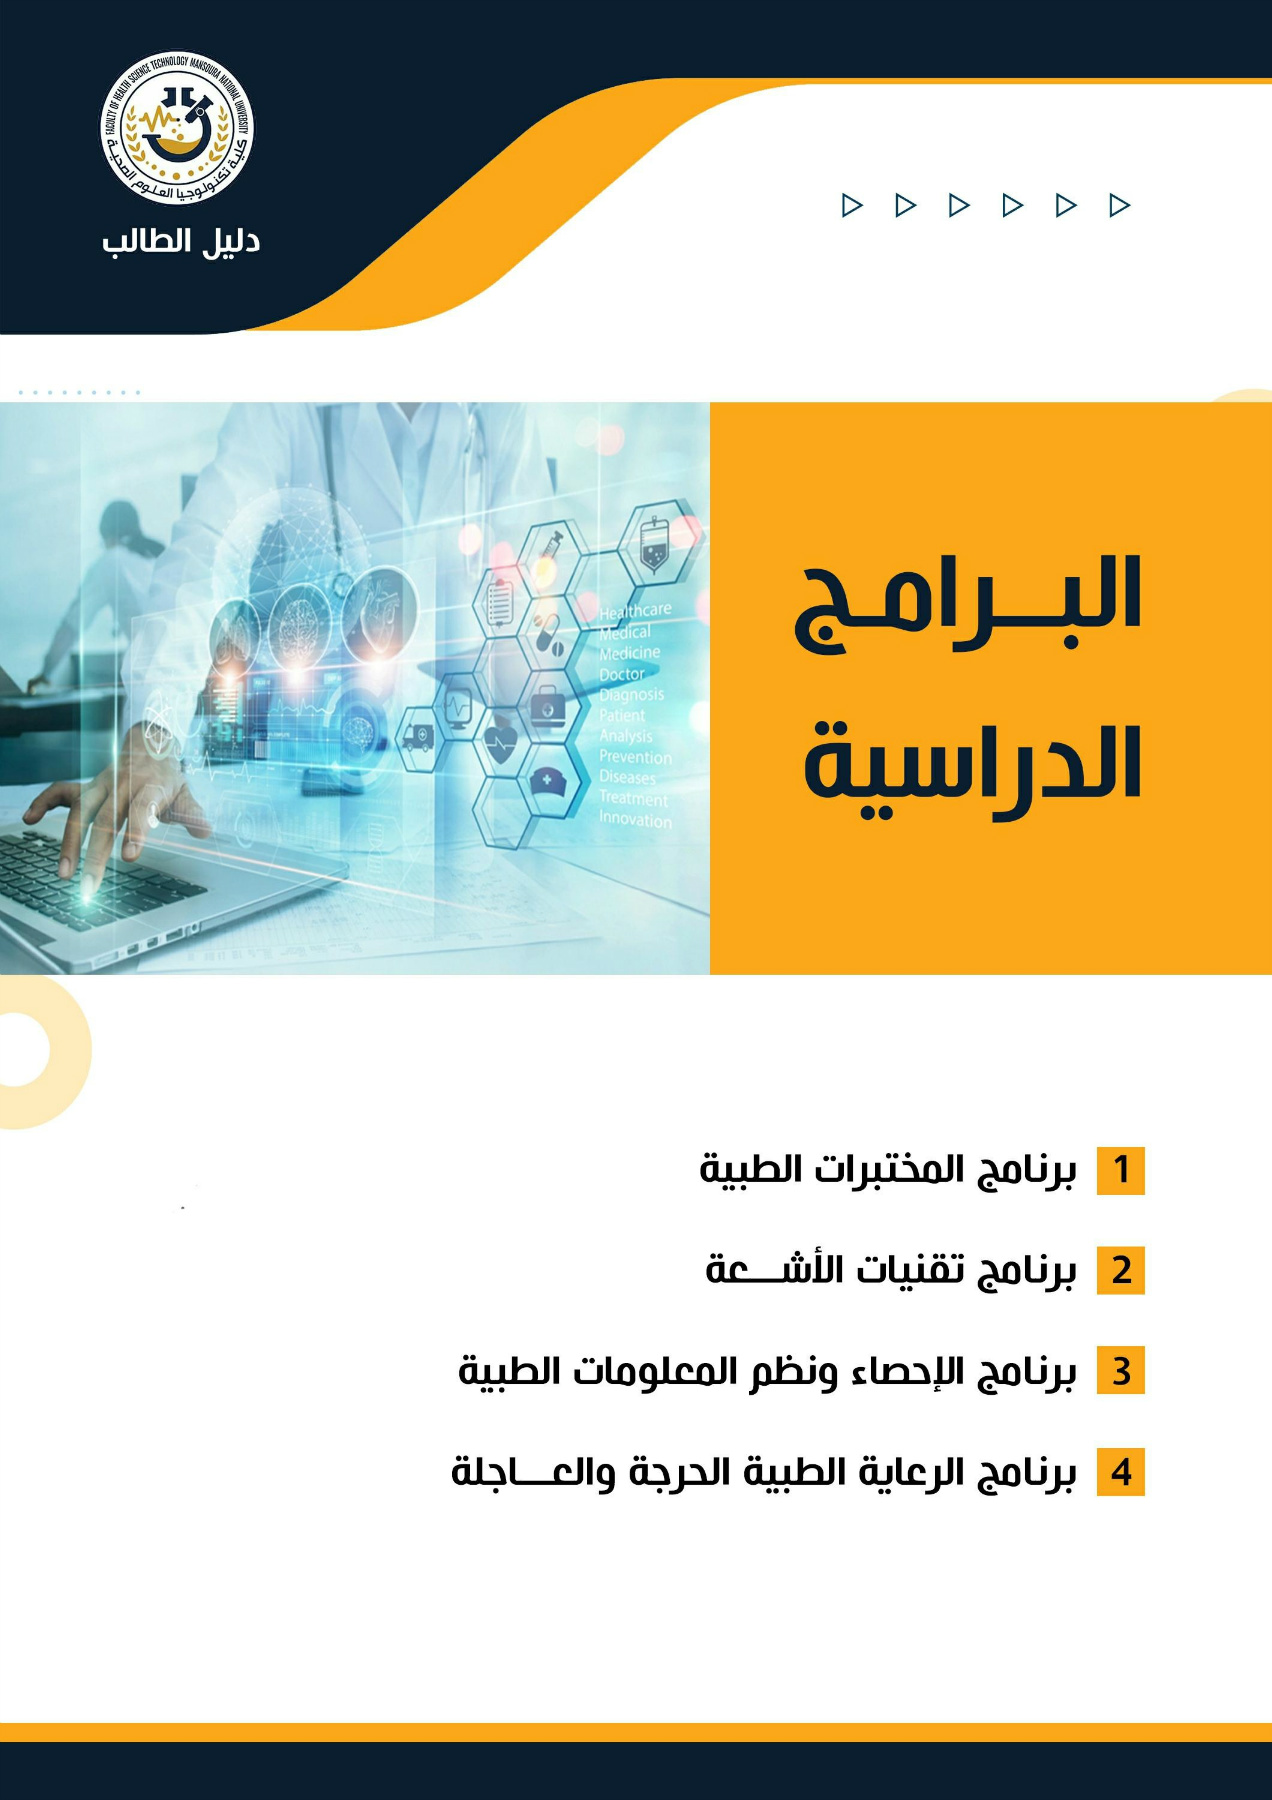 FACULTY OF HEALTH SCIENCE TECHNOLOGY MANSOURA NATIONAL UNIVERSITY
كلية تكنولوجيا العلوم الصحية
دليل الطالب
البـــرامـج
الدراسية
Healthcare
Medical
Medicine
Doctor
Diagnosis
Patient
Analysis
Prevention
Diseases
Treatment
Innovation
1 برنامج المختبرات الطبية
2 برنامج تقنيات الأشـــعة
3 برنامج الإحصاء ونظم المعلومات الطبية
4 برنامج الرعاية الطبية الحرجة والعـــاجلة